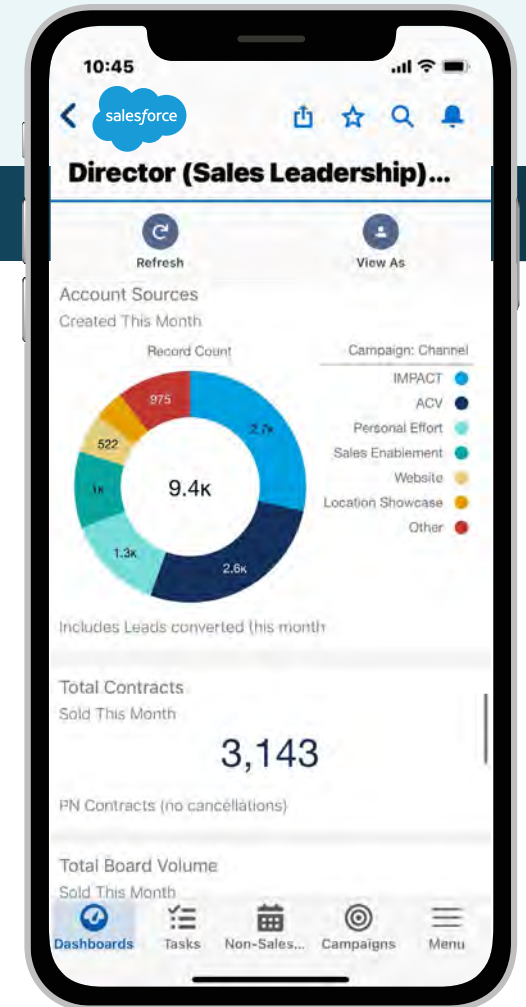 10:45
salesforce
Director (Sales Leadership)...
Refresh
View As
Account Sources
Created This Month
Record Count
Campaign: Channel
IMPACT
ACV
Personal Effort
Sales Enablement
Website
Location Showcase
Other
975
2.7K
522
1K
9.4K
1.3K
2.6K
Includes Leads converted this month
Total Contracts
Sold This Month
3,143
PN Contracts (no cancellations)
Total Board Volume
Sold This Month
Dashboards
Tasks
Non-Sales...
Campaigns
Menu